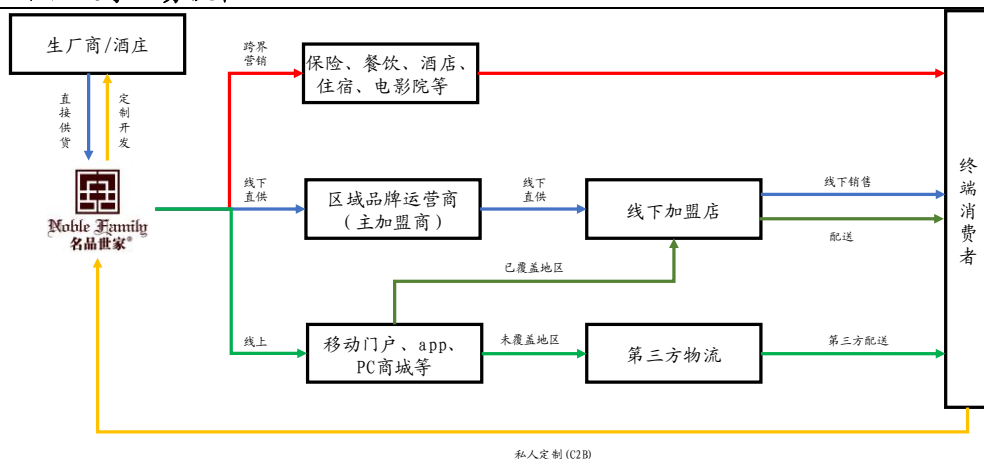 生厂商/酒庄
直接供货
定制开发
Noble Family
名品世家®
跨界
营销
保险、餐饮、酒店、
住宿、电影院等
线下
直供
区域品牌运营商
（主加盟商）
线下
直供
线下加盟店
线下销售
配送
已覆盖地区
线上
移动门户、app、
PC商城等
未覆盖地区
第三方物流
第三方配送
终端消费者
私人定制(C2B)